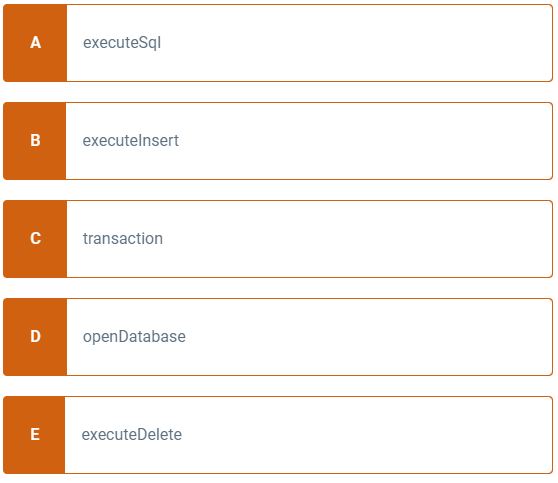 A executeSql
B executeInsert
C transaction
D openDatabase
E executeDelete